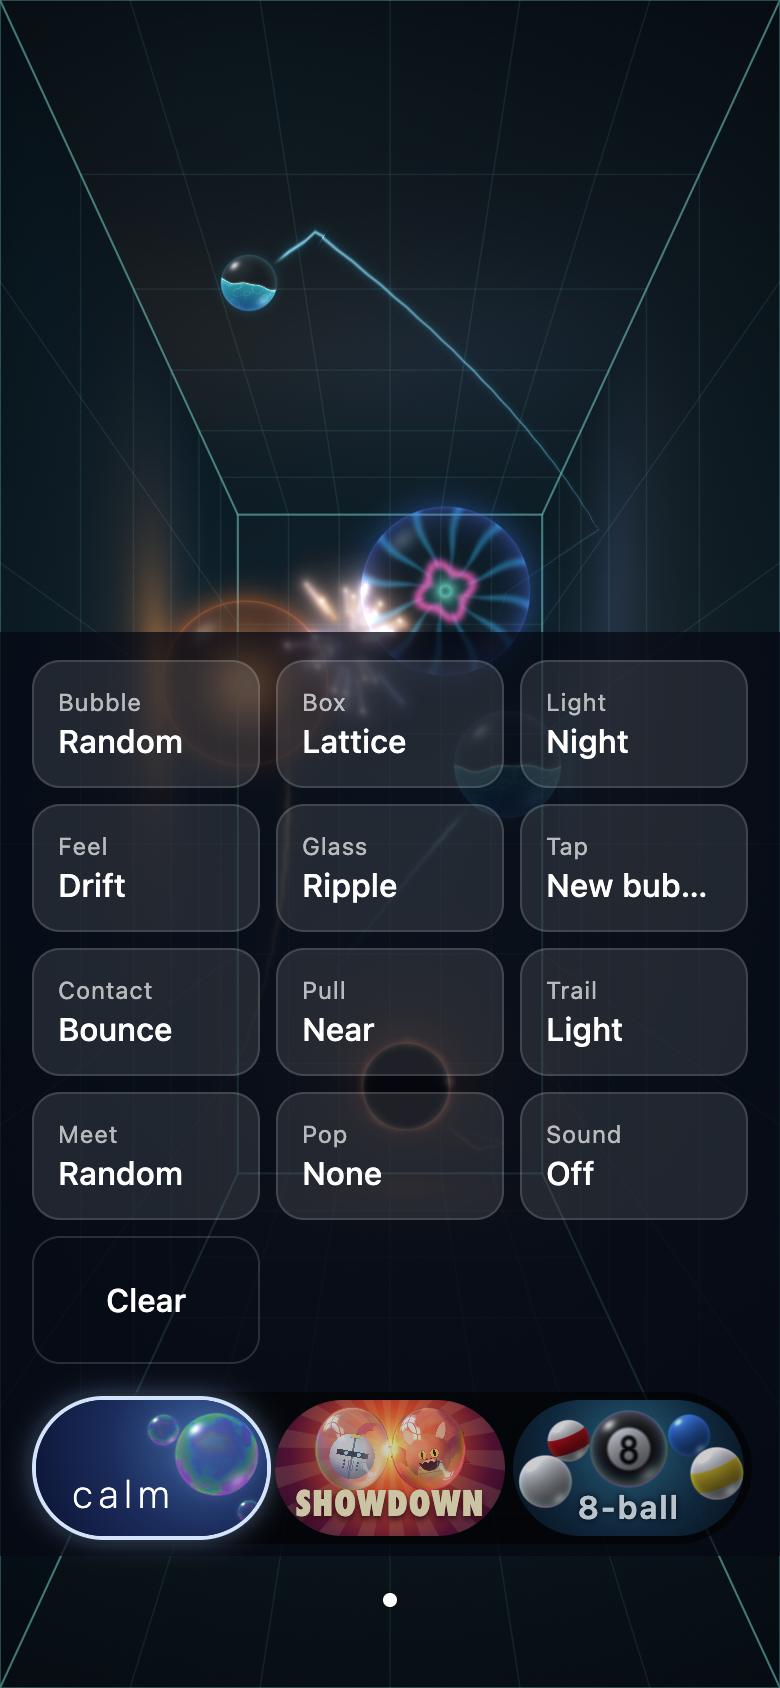 Bubble
Random
Box
Lattice
Light
Night
Feel
Drift
Glass
Ripple
Tap
New bub...
Contact
Bounce
Pull
Near
Trail
Light
Meet
Random
Pop
None
Sound
Off
Clear
calm
SHOWDOWN
8
8-ball